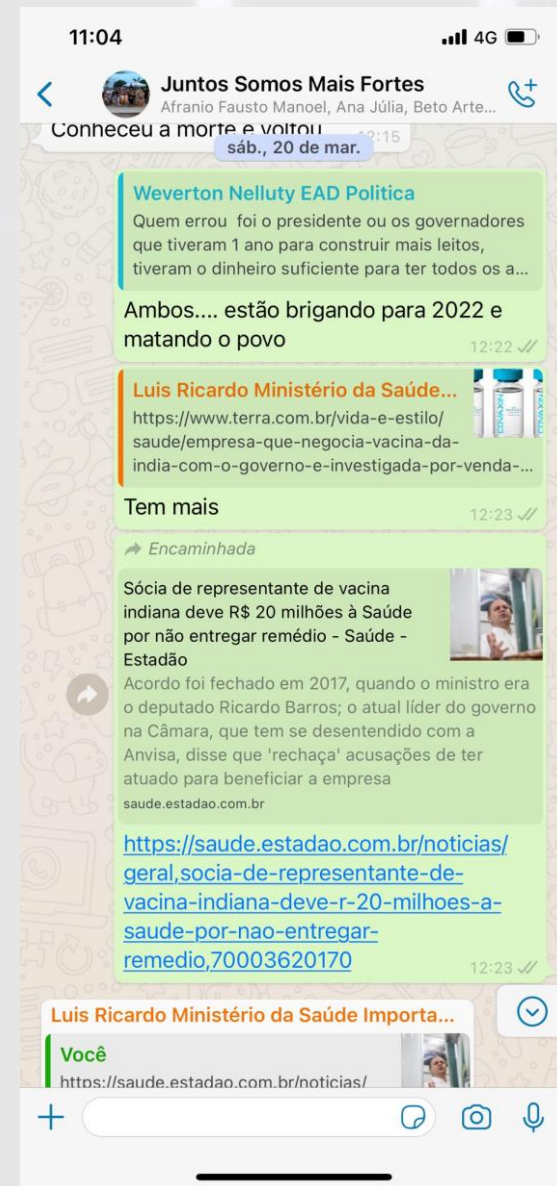 11:04
4G
Juntos Somos Mais Fortes
Afranio Fausto Manoel, Ana Júlia, Beto Arte...
Conheceu a morte e voltou
12:15
sáb., 20 de mar.
Weverton Nelluty EAD Politica
Quem errou foi o presidente ou os governadores
que tiveram 1 ano para construir mais leitos,
tiveram o dinheiro suficiente para ter todos os a...
Ambos.... estão brigando para 2022 e
matando o povo
12:22
Luis Ricardo Ministério da Saúde...
https://www.terra.com.br/vida-e-estilo/
saude/empresa-que-negocia-vacina-da-
india-com-o-governo-e-investigada-por-venda-...
COVAXIN
Tem mais
12:23
Encaminhada
Sócia de representante de vacina
indiana deve R$ 20 milhões à Saúde
por não entregar remédio - Saúde -
Estadão
Acordo foi fechado em 2017, quando o ministro era
o deputado Ricardo Barros; o atual líder do governo
na Câmara, que tem se desentendido com a
Anvisa, disse que 'rechaça' acusações de ter
atuado para beneficiar a empresa
saude.estadao.com.br
https://saude.estadao.com.br/noticias/
geral,socia-de-representante-de-
vacina-indiana-deve-r-20-milhoes-a-
saude-por-nao-entregar-
remedio,70003620170
12:23
Luis Ricardo Ministério da Saúde Importa...
Você
https://saude.estadao.com.br/noticias/